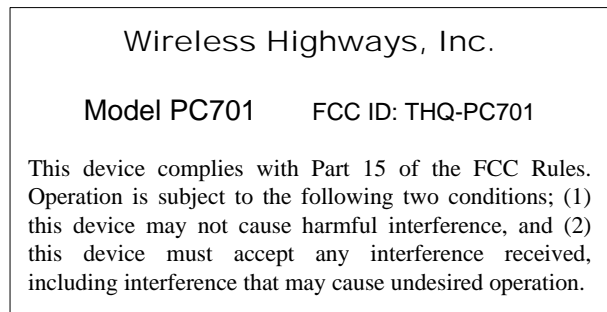 Wireless Highways, Inc.
Model PC701 FCC ID: THQ-PC701
This device complies with Part 15 of the FCC Rules.
Operation is subject to the following two conditions; (1)
this device may not cause harmful interference, and (2)
this device must accept any interference received,
including interference that may cause undesired operation.